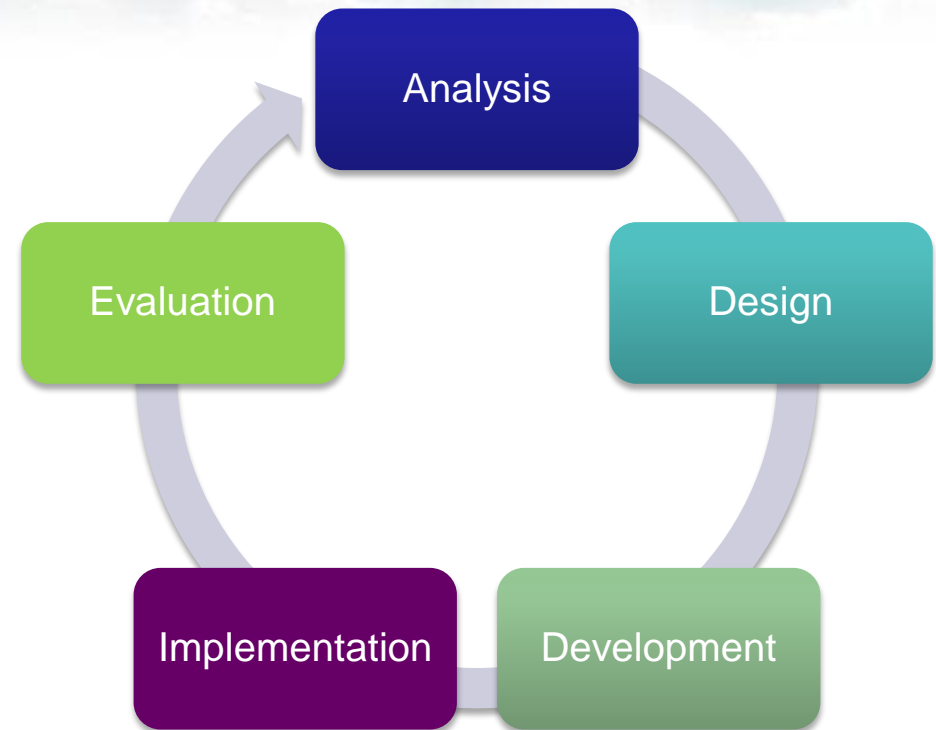 Analysis
Design
Development
Implementation
Evaluation